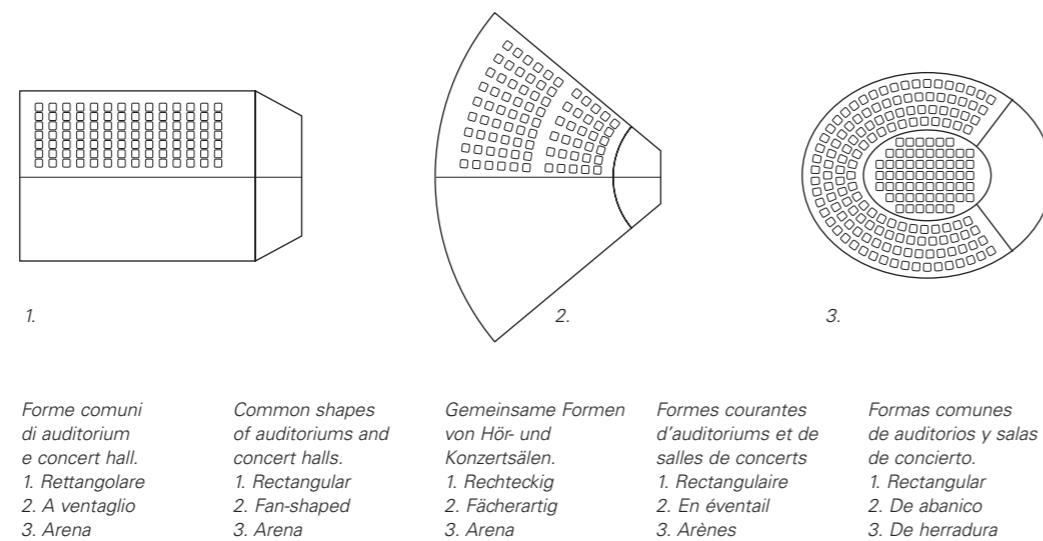 1.
2.
3.
Forme comuni
di auditorium
e concert hall.
1. Rettangolare
2. A ventaglio
3. Arena
Common shapes
of auditoriums and
concert halls.
1. Rectangular
2. Fan-shaped
3. Arena
Gemeinsame Formen
von Hör- und
Konzertsälen.
1. Rechteckig
2. Fächerartig
3. Arena
Formes courantes
d'auditoriums et de
salles de concerts
1. Rectangulaire
2. En éventail
3. Arènes
Formas comunes
de auditorios y salas
de concierto.
1. Rectangular
2. De abanico
3. De herradura